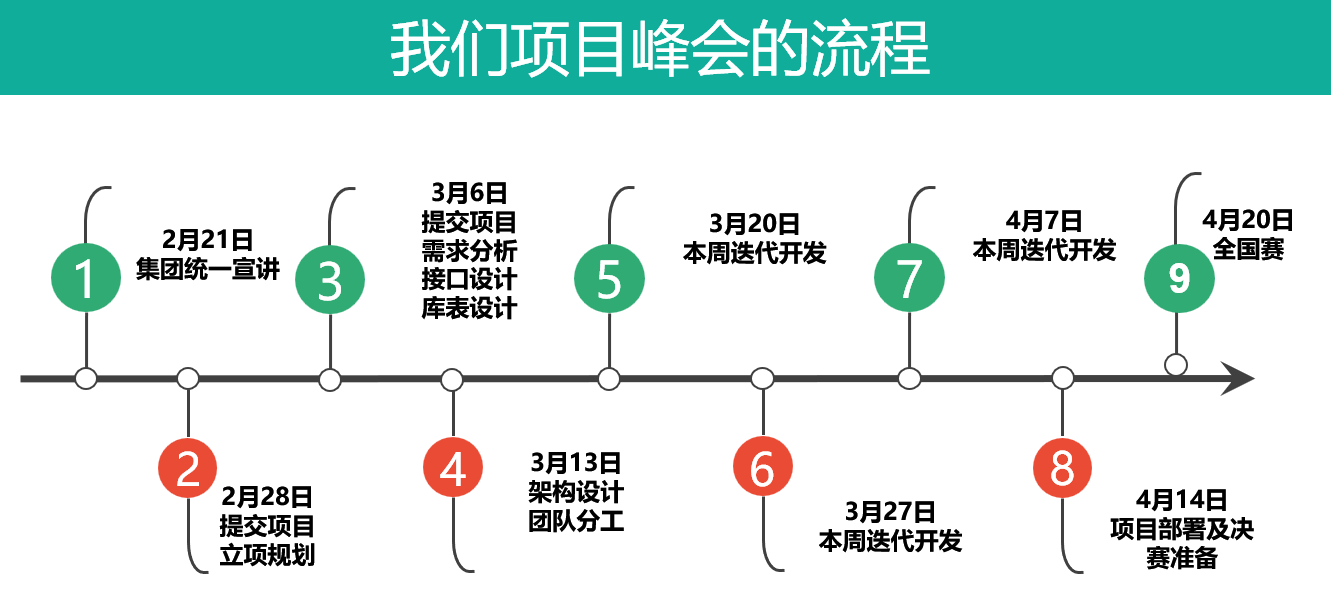 我们项目峰会的流程
1
2月21日
集团统一宣讲
2
2月28日
提交项目
立项规划
3
3月6日
提交项目
需求分析
接口设计
库表设计
4
3月13日
架构设计
团队分工
5
3月20日
本周迭代开发
6
3月27日
本周迭代开发
7
4月7日
本周迭代开发
8
4月14日
项目部署及决
赛准备
9
4月20日
全国赛